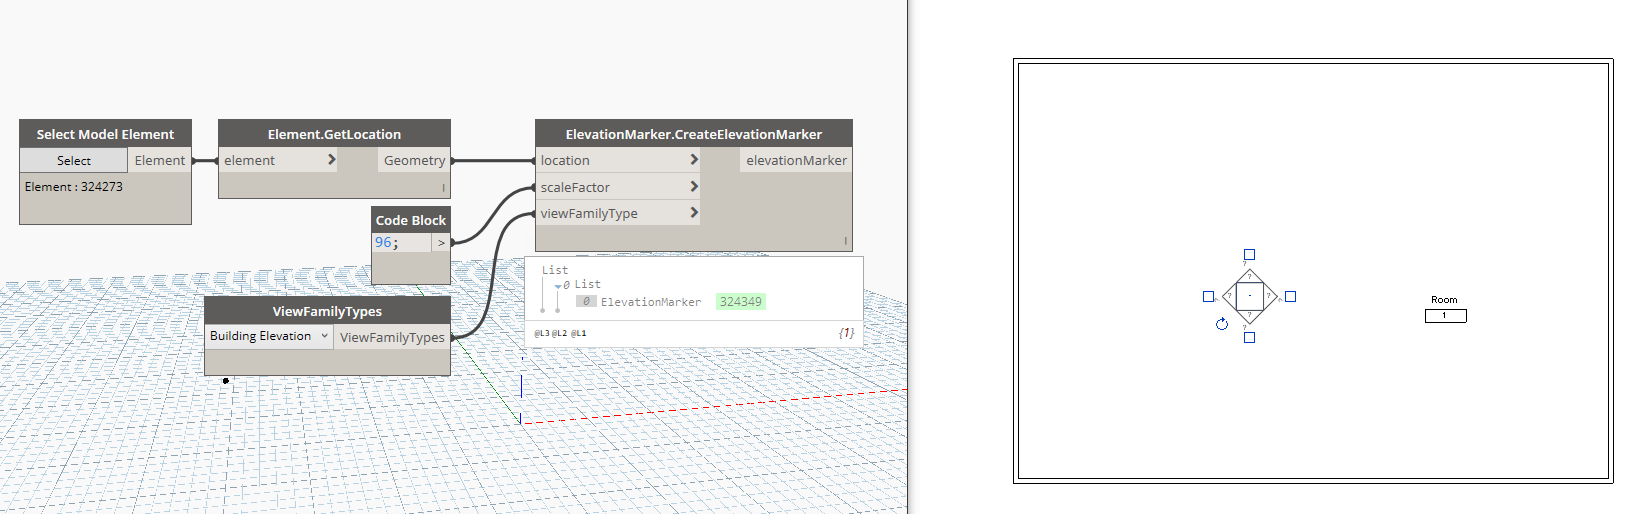 Select Model Element
Select
Element
Element : 324273
Element.GetLocation
element >
Geometry
l
Code Block
96;
>
ViewFamilyTypes
Building Elevation
ViewFamilyTypes
ElevationMarker.CreateElevationMarker
location >
elevationMarker
scaleFactor >
viewFamilyType >
l
List
0 List
0 ElevationMarker 324349
@L3 @L2 @L1
{1}
?
?
? - ?
?
?
Room
1